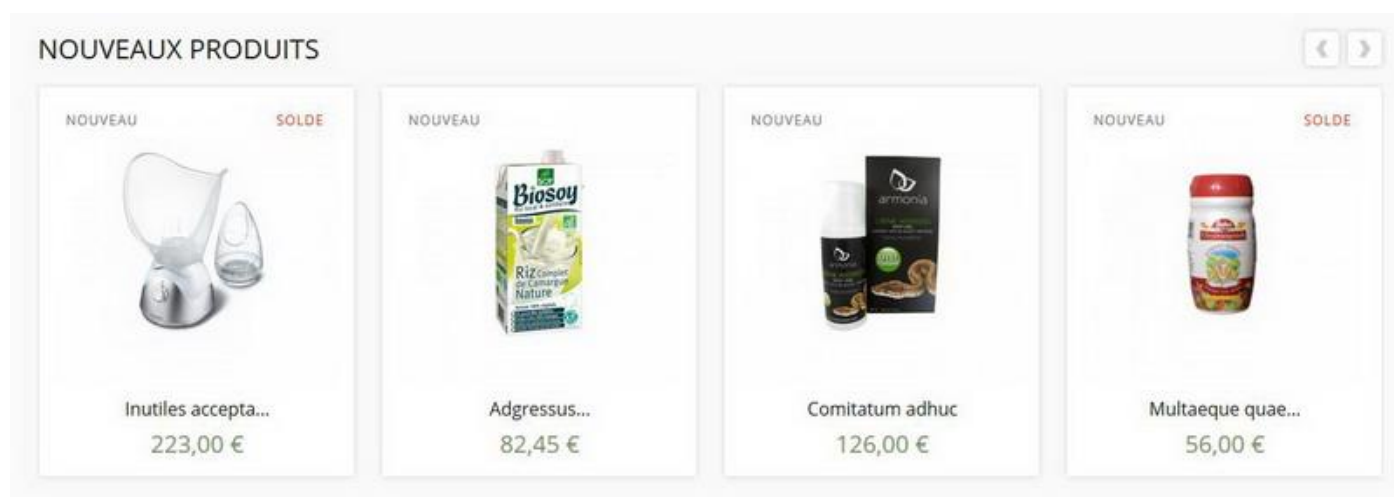 NOUVEAUX PRODUITS
NOUVEAU
SOLDE
Inutiles accepta...
223,00 €
NOUVEAU
Biosoy
Riz Complet
de Camargue
Nature
Adgressus...
82,45 €
NOUVEAU
armonia
armonia
Comitatum adhuc
126,00 €
NOUVEAU
SOLDE
Multaeque quae...
56,00 €